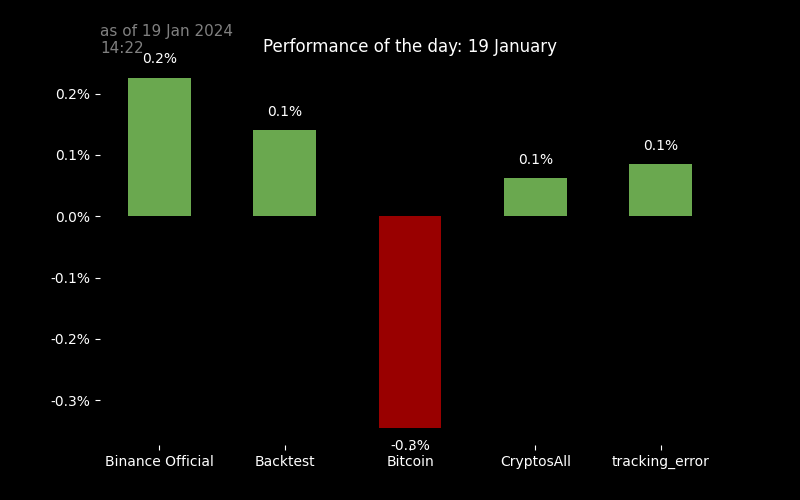 as of 19 Jan 2024
14:22
Performance of the day: 19 January
0.2%
0.1%
0.0%
-0.1%
-0.2%
-0.3%
0.2%
0.1%
-0.3%
0.1%
0.1%
Binance Official
Backtest
Bitcoin
CryptosAll
tracking_error